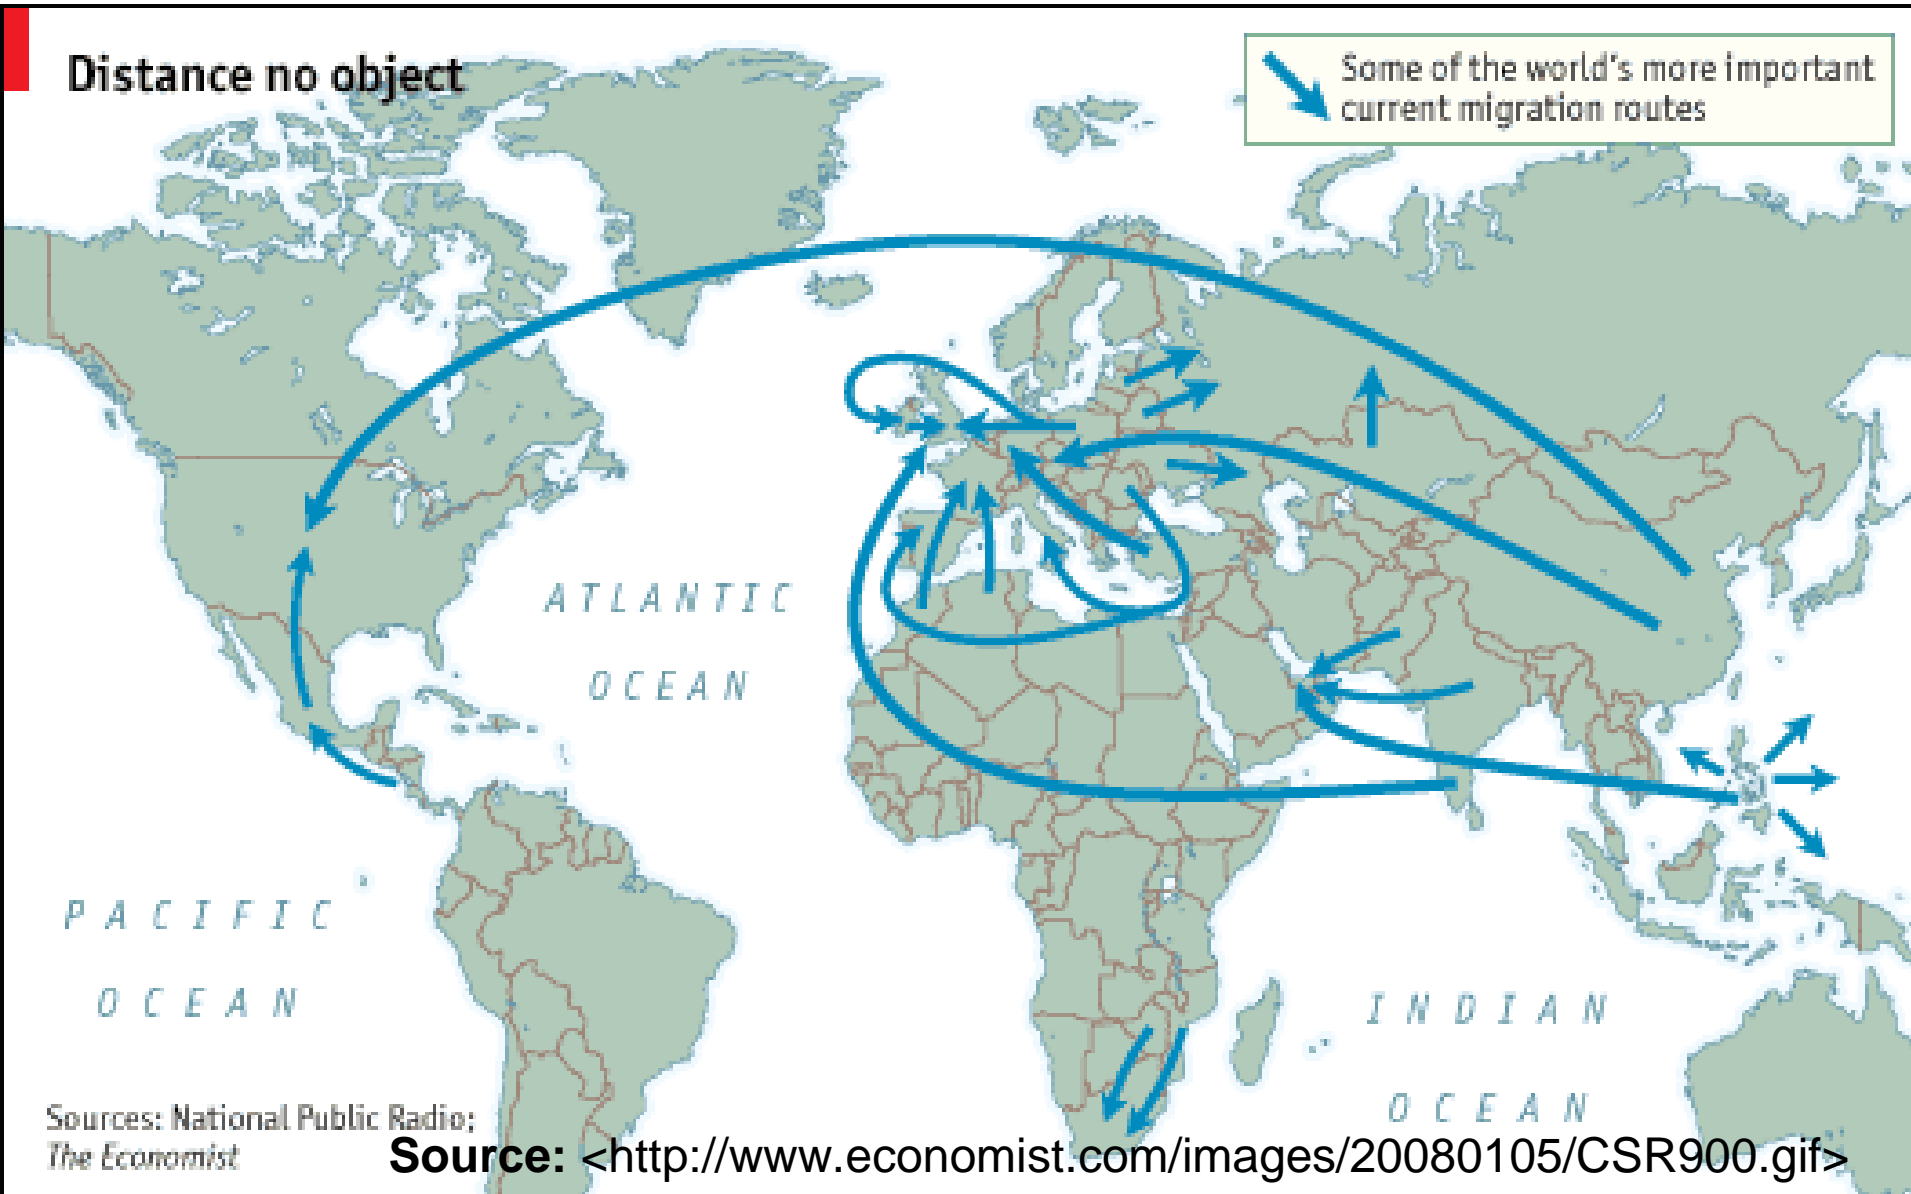 Distance no object
Some of the world's more important
current migration routes
ATLANTIC
OCEAN
PACIFIC
OCEAN
INDIAN
OCEAN
Sources: National Public Radio;
The Economist
Source: <http://www.economist.com/images/20080105/CSR900.gif>